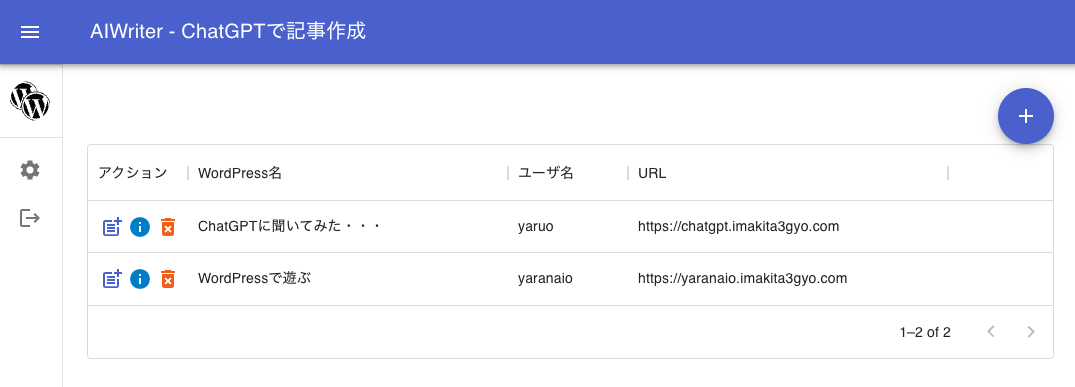 AIWriter - ChatGPTで記事作成
アクション WordPress名 ユーザ名 URL
ChatGPTに聞いてみた・・・ yaruo https://chatgpt.imakita3gyo.com
WordPressで遊ぶ yaranaio https://yaranaio.imakita3gyo.com
1–2 of 2